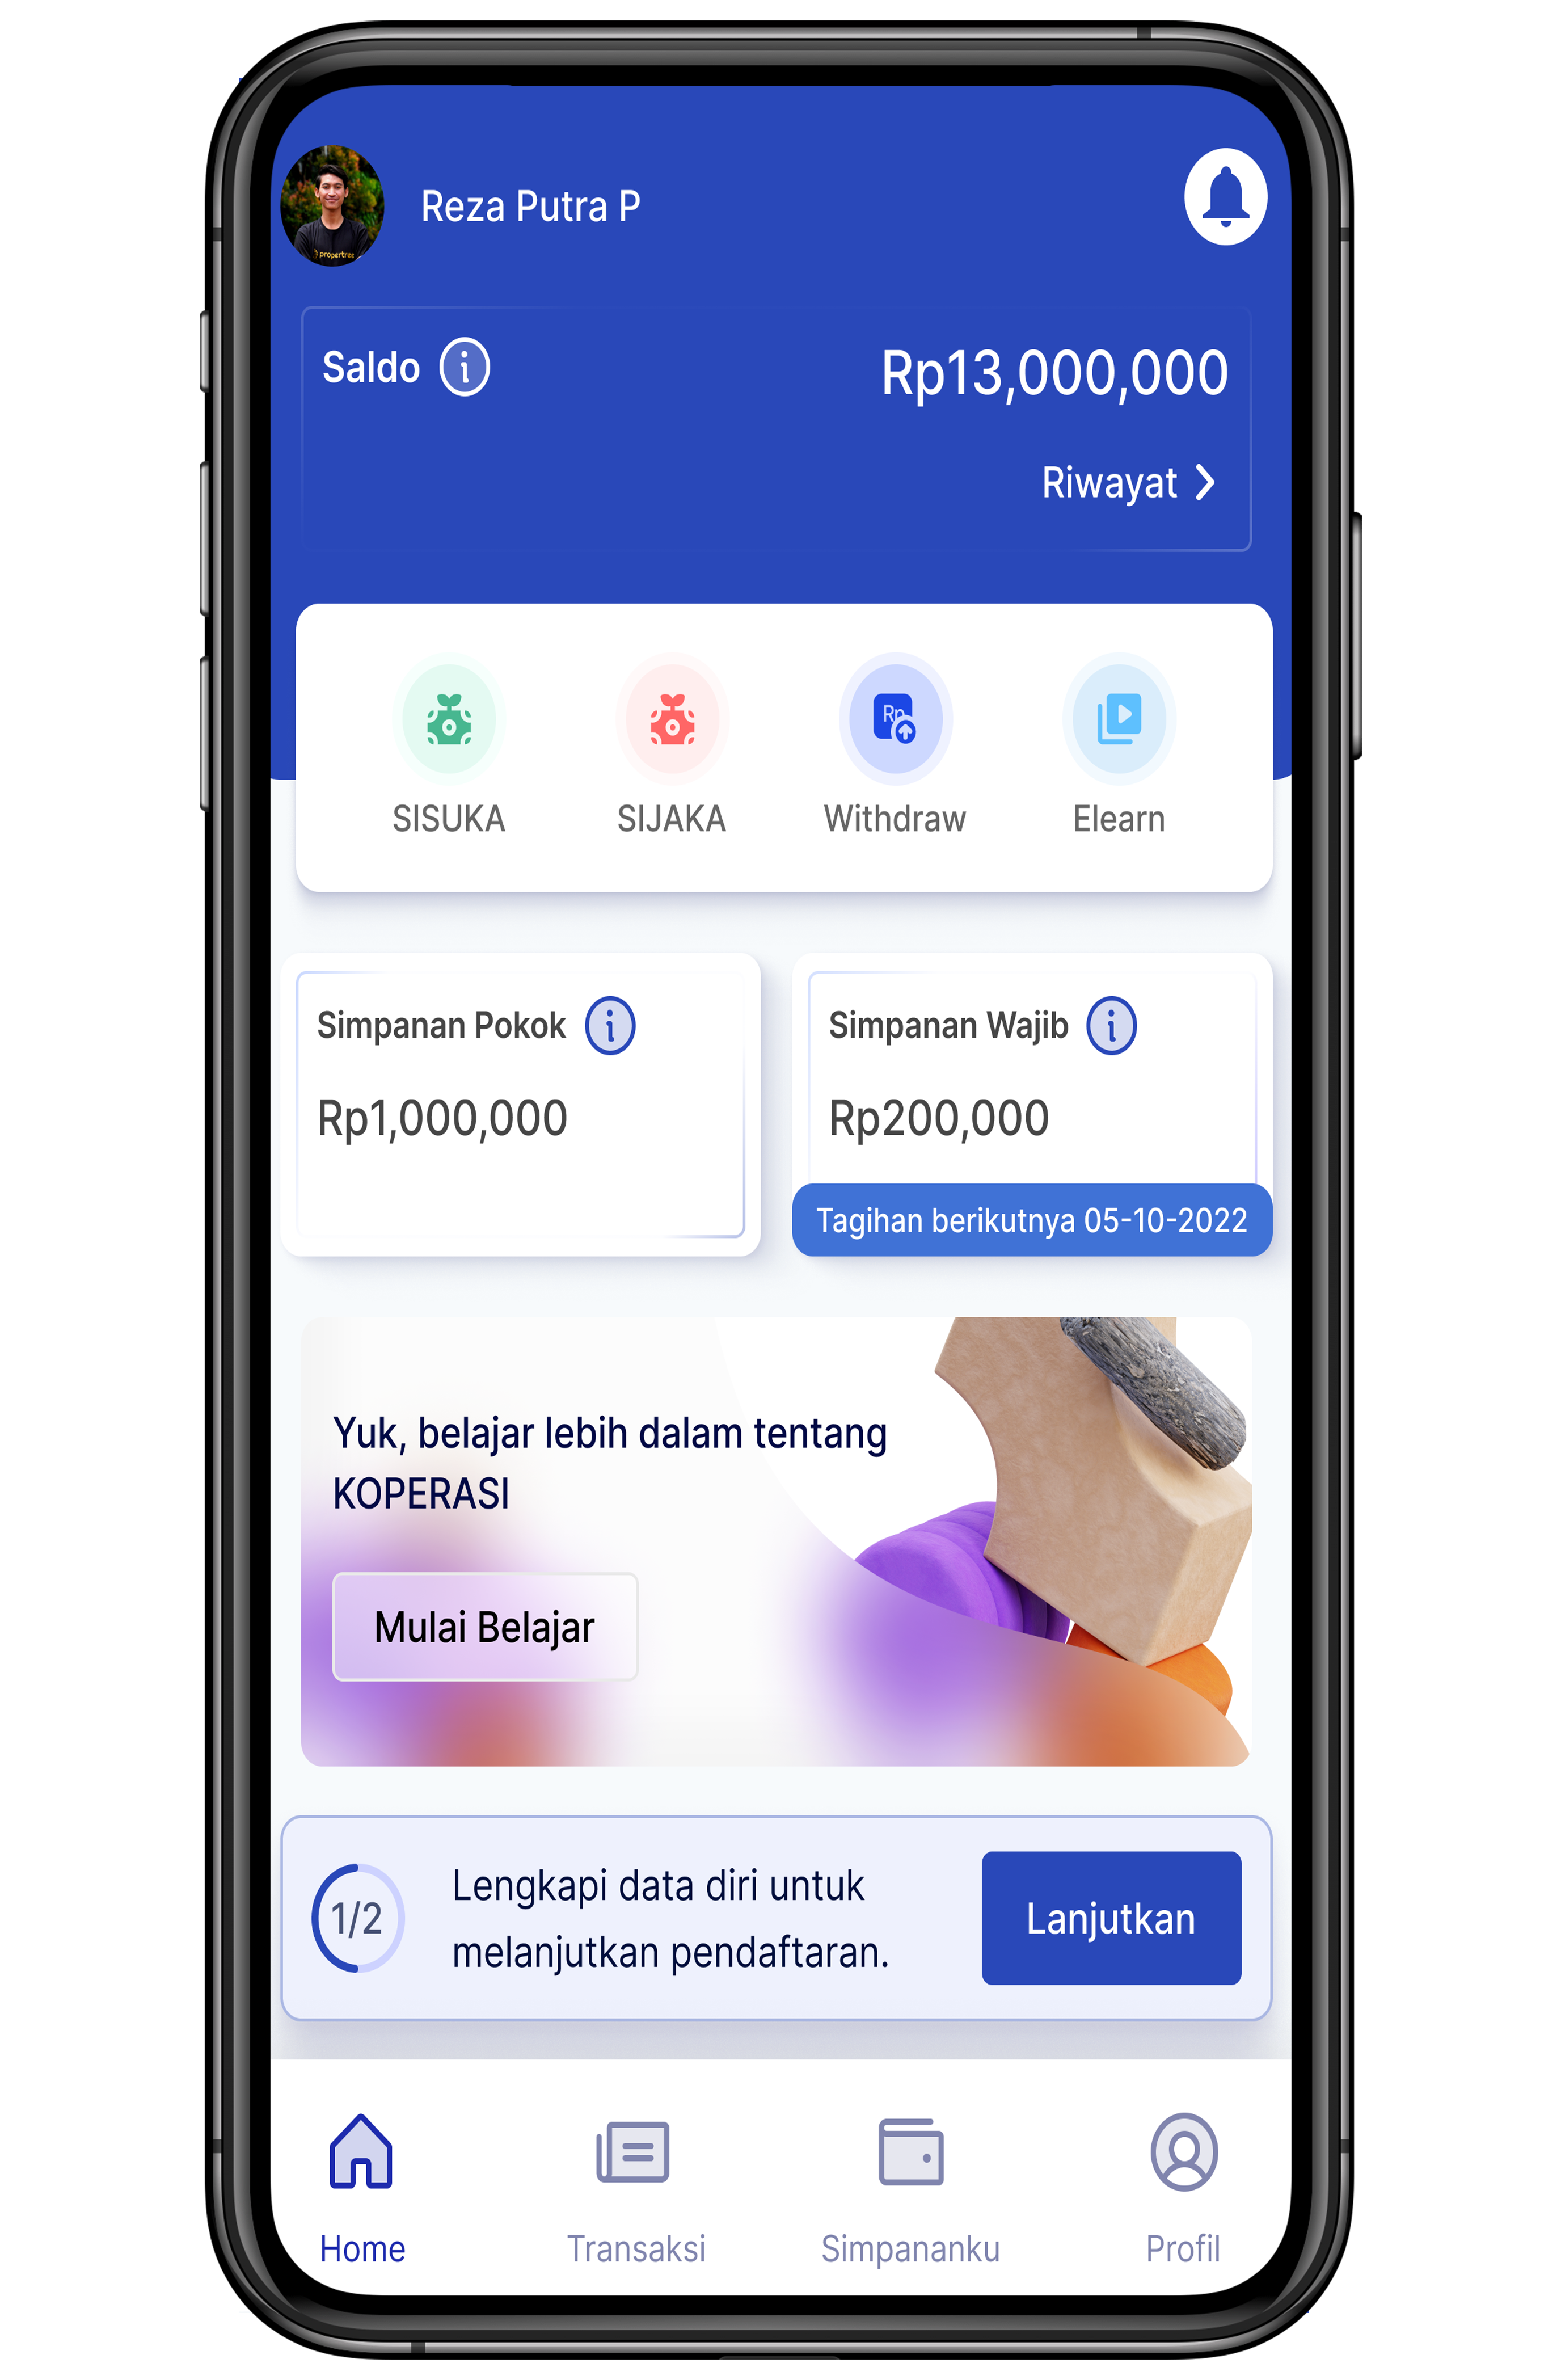 propertree
Reza Putra P
Saldo
Rp13,000,000
Riwayat
Rp
SISUKA
SIJAKA
Withdraw
Elearn
Simpanan Pokok
Rp1,000,000
Simpanan Wajib
Rp200,000
Tagihan berikutnya 05-10-2022
Yuk, belajar lebih dalam tentang
KOPERASI
Mulai Belajar
1/2
Lengkapi data diri untuk
melanjutkan pendaftaran.
Lanjutkan
Home
Transaksi
Simpananku
Profil